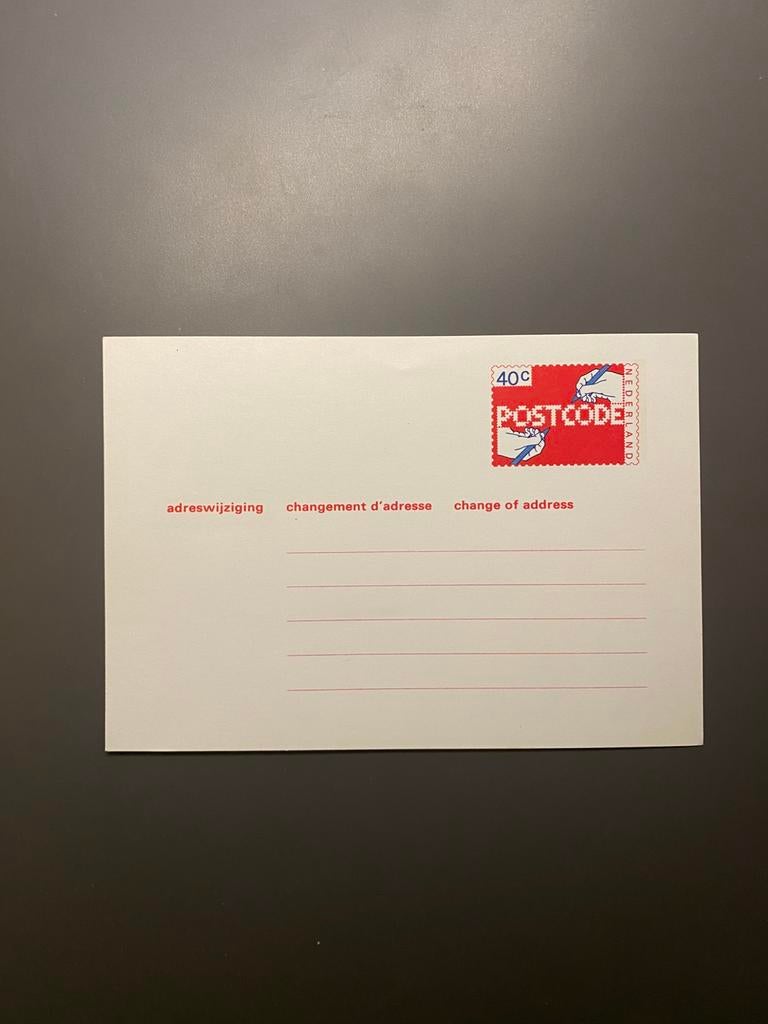 40c
POSTCODE
NEDERLAND
adreswijziging changement d'adresse change of address